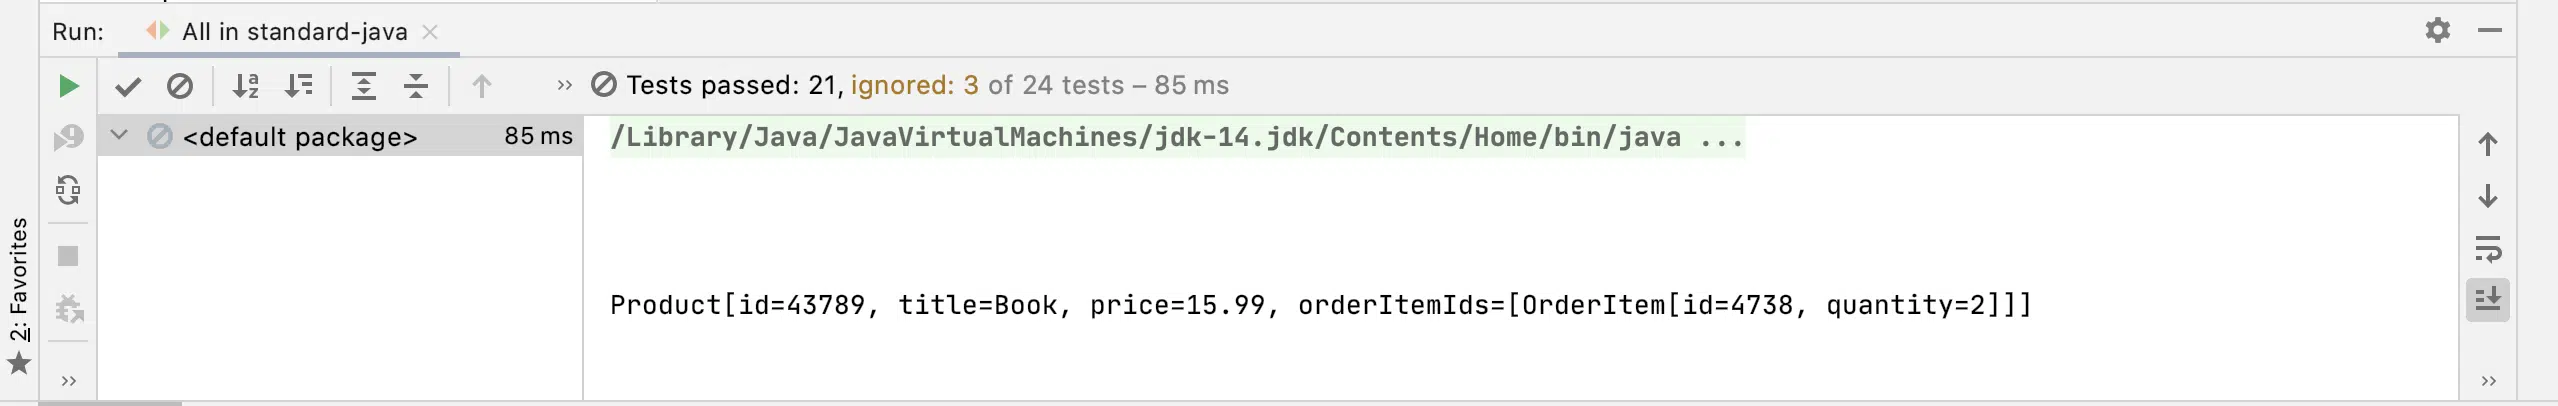 Run: All in standard-java
Tests passed: 21, ignored: 3 of 24 tests – 85 ms
<default package> 85 ms
/Library/Java/JavaVirtualMachines/jdk-14.jdk/Contents/Home/bin/java ...
Product[id=43789, title=Book, price=15.99, orderItemIds=[OrderItem[id=4738, quantity=2]]]
2: Favorites